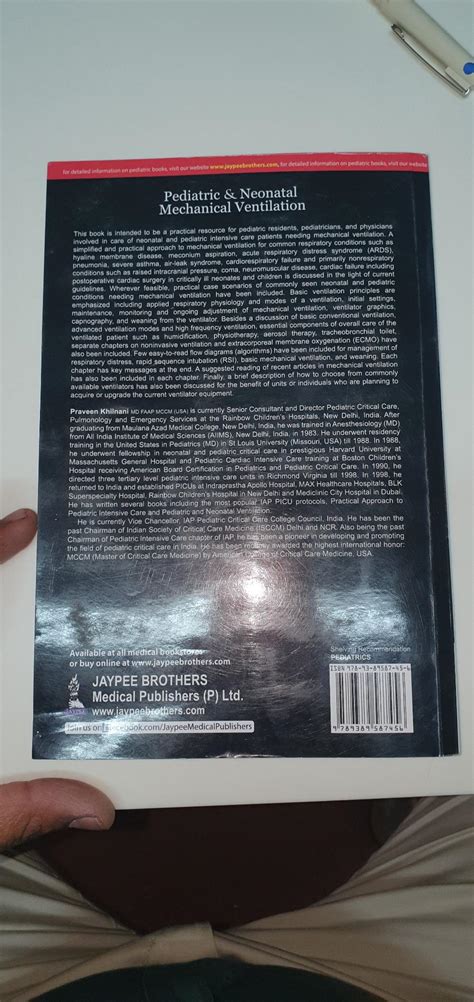 for detailed information on pediatric books, visit our website www.jaypeebrothers.com, for detailed information on pediatric books, visit our website
Pediatric & Neonatal
Mechanical Ventilation
This book is intended to be a practical resource for pediatric residents, pediatricians, and physicians
involved in care of neonatal and pediatric intensive care patients needing mechanical ventilation. A
simplified and practical approach to mechanical ventilation for common respiratory conditions such as
hyaline membrane disease, meconium aspiration, acute respiratory distress syndrome (ARDS),
pneumonia, severe asthma, air-leak syndrome, cardiorespiratory failure and primarily nonrespiratory
conditions such as raised intracranial pressure, coma, neuromuscular disease, cardiac failure including
postoperative cardiac surgery in critically ill neonates and children is discussed in the light of current
guidelines. Wherever feasible, practical case scenarios of commonly seen neonatal and pediatric
conditions needing mechanical ventilation have been included. Basic ventilation principles are
emphasized including applied respiratory physiology and modes of a ventilation, initial settings,
maintenance, monitoring and ongoing adjustment of mechanical ventilation, ventilator graphics,
capnography, and weaning from the ventilator. Besides a discussion of basic conventional ventilation,
advanced ventilation modes and high frequency ventilation, essential components of overall care of the
ventilated patient such as humidification, physiotherapy, aerosol therapy, tracheobronchial toilet,
separate chapters on noninvasive ventilation and extracorporeal membrane oxygenation (ECMO) have
also been included. Few easy-to-read flow diagrams (algorithms) have been included for management of
respiratory distress, rapid sequence intubation (RSI), basic mechanical ventilation, and weaning. Each
chapter has key messages at the end. A suggested reading of recent articles in mechanical ventilation
has also been included in each chapter. Finally, a brief description of how to choose from commonly
available ventilators has also been discussed for the benefit of units or individuals who are planning to
acquire or upgrade the current ventilator equipment.
Praveen Khilnani MD FAAP MCCM (USA) is currently Senior Consultant and Director Pediatric Critical Care,
Pulmonology and Emergency Services at the Rainbow Children's Hospitals, New Delhi, India. After
graduating from Maulana Azad Medical College, New Delhi, India, he was trained in Anesthesiology (MD)
from All India Institute of Medical Sciences (AIIMS), New Delhi, India, in 1983. He underwent residency
training in the United States in Pediatrics (MD) in St Louis University (Missouri, USA) till 1988. In 1988,
he underwent fellowship in neonatal and pediatric critical care in prestigious Harvard University at
Massachusetts General Hospital and Pediatric Cardiac Intensive Care training at Boston Children's
Hospital receiving American Board Certification in Pediatrics and Pediatric Critical Care. In 1990, he
directed three tertiary level pediatric intensive care units in Richmond Virginia till 1998. In 1998, he
returned to India and established PICUs at Indraprastha Apollo Hospital, MAX Healthcare Hospitals, BLK
Superspecialty Hospital, Rainbow Children's Hospital in New Delhi and Mediclinic City Hospital in Dubai.
He has written several books including the most popular IAP PICU protocols, Practical Approach to
Pediatric Intensive Care and Pediatric and Neonatal Ventilation.
He is currently Vice Chancellor, IAP Pediatric Critical Care College Council, India. He has been the
past Chairman of Indian Society of Critical Care Medicine (ISCCM) Delhi and NCR. Also being the past
Chairman of Pediatric Intensive Care chapter of IAP, he has been a pioneer in developing and promoting
the field of pediatric critical care in India. He has been recently awarded the highest international honor:
MCCM (Master of Critical Care Medicine) by American College of Critical Care Medicine, USA.
Available at all medical bookstores
or buy online at www.jaypeebrothers.com
JAYPEE BROTHERS
Medical Publishers (P) Ltd.
www.jaypeebrothers.com
Join us on facebook.com/JaypeeMedicalPublishers
Shelving Recommendation
PEDIATRICS
ISBN 978-93-89587-45-6
9 789389 587456